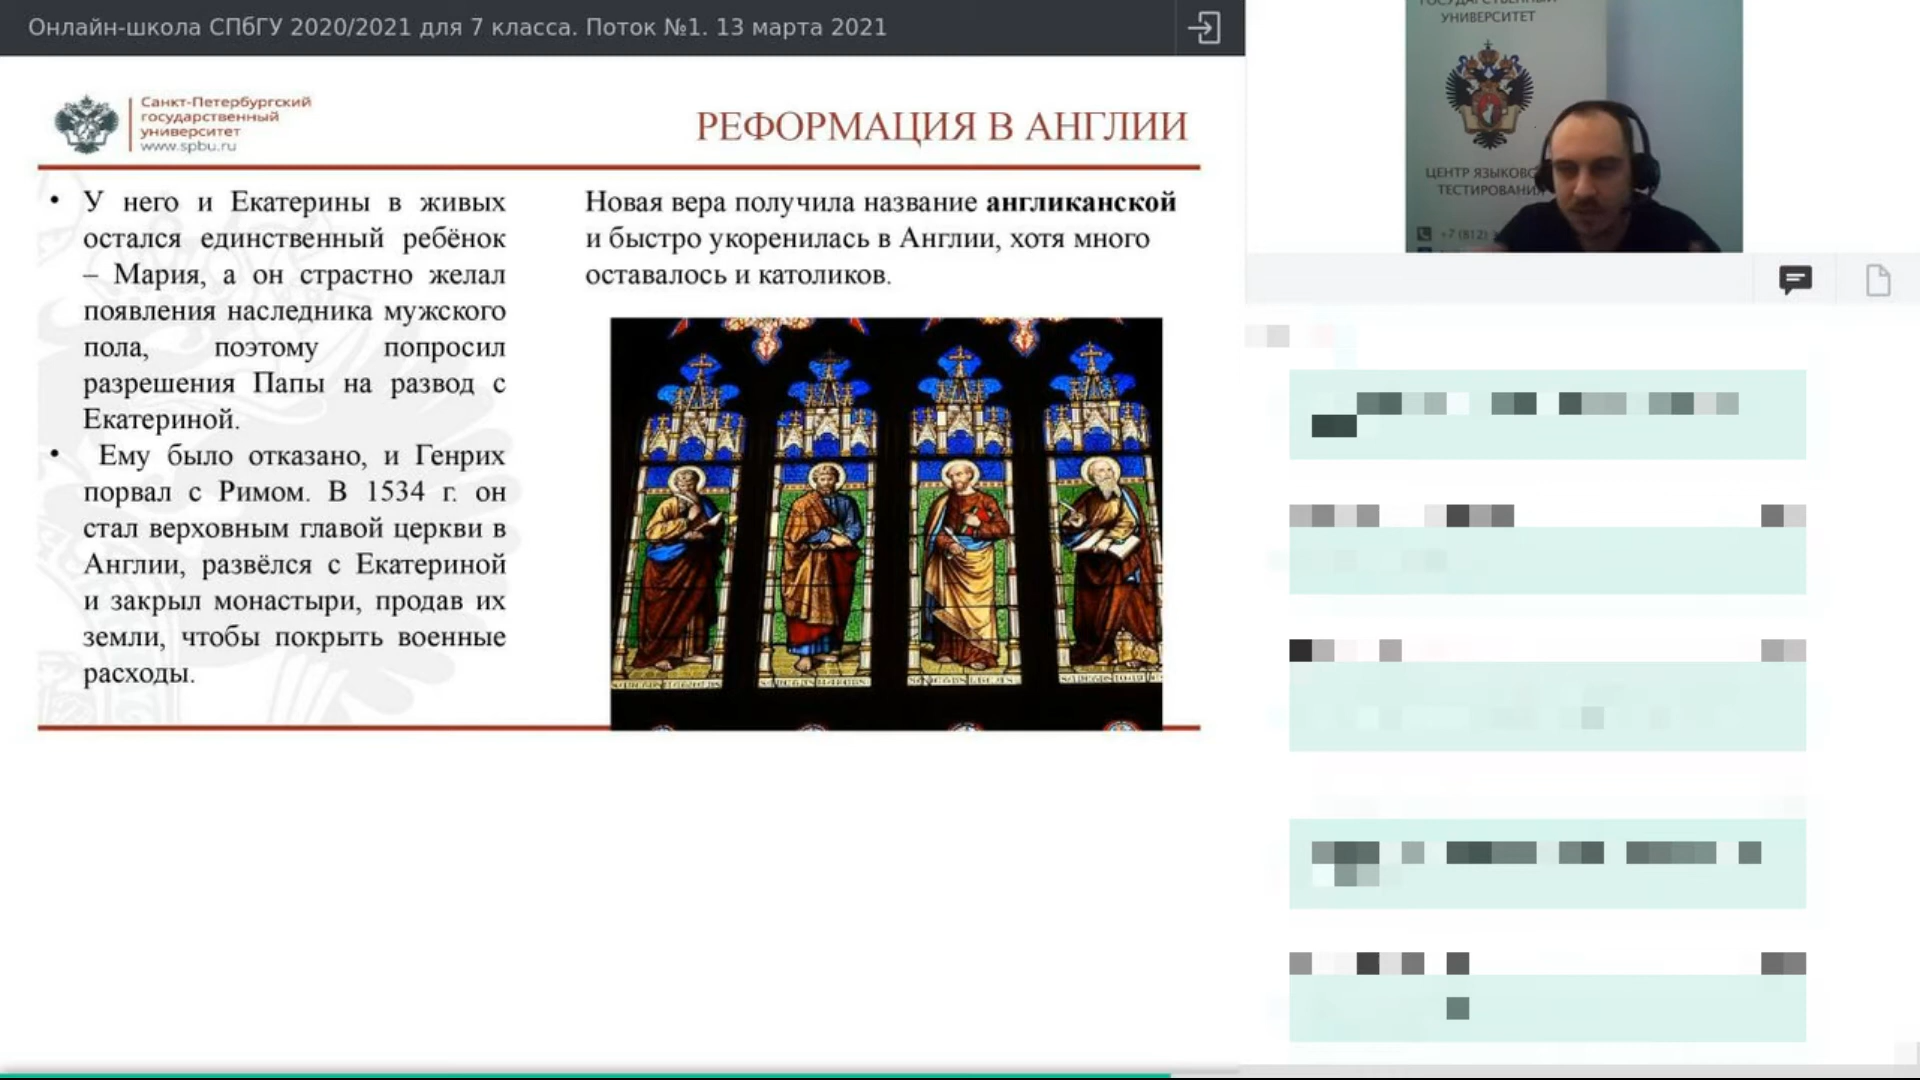 Онлайн-школа СПбГУ 2020/2021 для 7 класса. Поток №1. 13 марта 2021
Санкт-Петербургский
государственный
университет
www.spbu.ru
РЕФОРМАЦИЯ В АНГЛИИ
• У него и Екатерины в живых
остался единственный ребёнок
– Мария, а он страстно желал
появления наследника мужского
пола, поэтому попросил
разрешения Папы на развод с
Екатериной.
• Ему было отказано, и Генрих
порвал с Римом. В 1534 г. он
стал верховным главой церкви в
Англии, развёлся с Екатериной
и закрыл монастыри, продав их
земли, чтобы покрыть военные
расходы.
Новая вера получила название англиканской
и быстро укоренилась в Англии, хотя много
оставалось и католиков.
УНИВЕРСИТЕТ
ЦЕНТР ЯЗЫКОВО
ТЕСТИРОВАНИ
+7 (812)